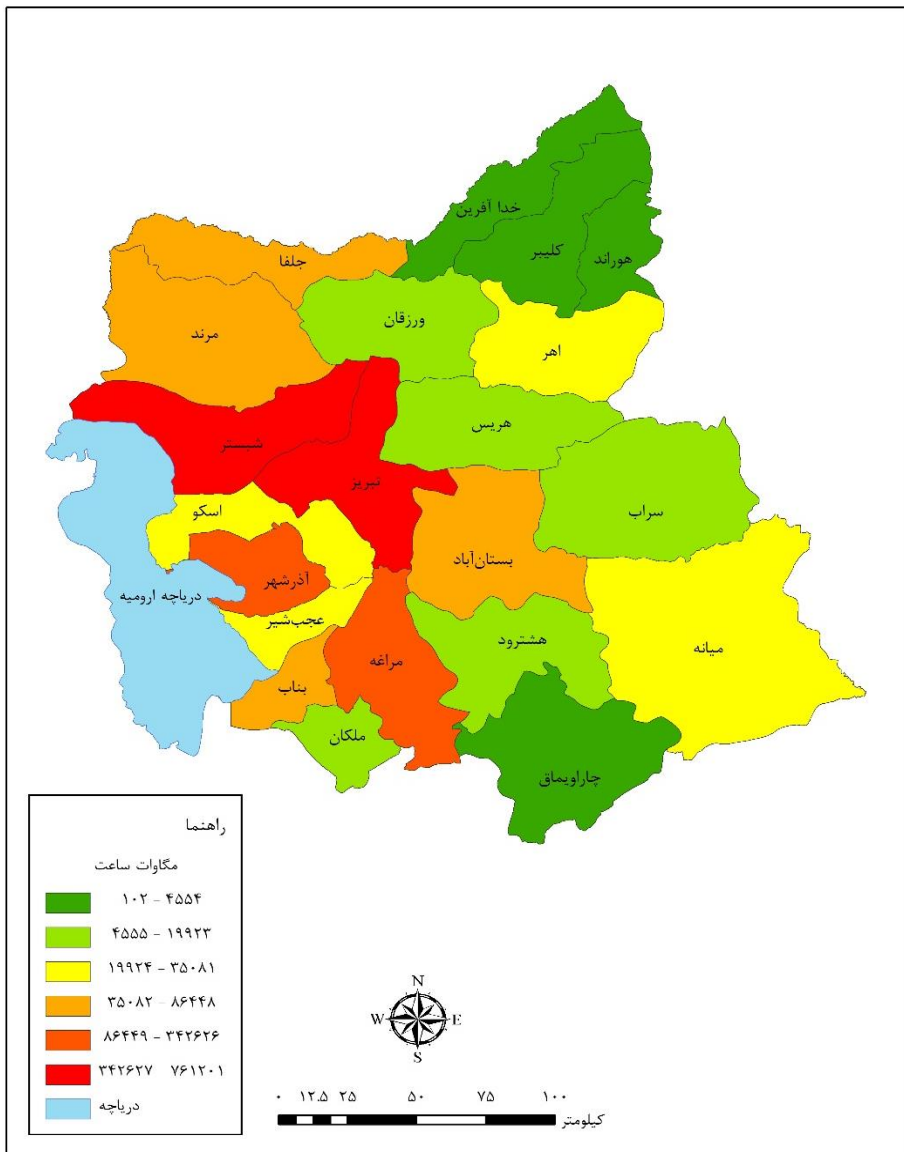 خدا آفرین
کلیبر
هوراند
جلفا
ورزقان
مرند
اهر
هریس
شبستر
تبریز
سراب
اسکو
بستان‌آباد
آذرشهر
دریاچه ارومیه
عجب‌شیر
هشترود
میانه
مراغه
بناب
ملکان
چاراویماق
راهنما
مگاوات ساعت
۱۰۲ - ۴۵۵۴
۴۵۵۵ - ۱۹۹۲۳
۱۹۹۲۴ - ۳۵۰۸۱
۳۵۰۸۲ - ۸۶۴۴۸
۸۶۴۴۹ - ۳۴۲۶۲۶
۳۴۲۶۲۷ ۷۶۱۲۰۱
دریاچه
N
W E
S
۰ ۱۲.۵ ۲۵ ۵۰ ۷۵ ۱۰۰
کیلومتر